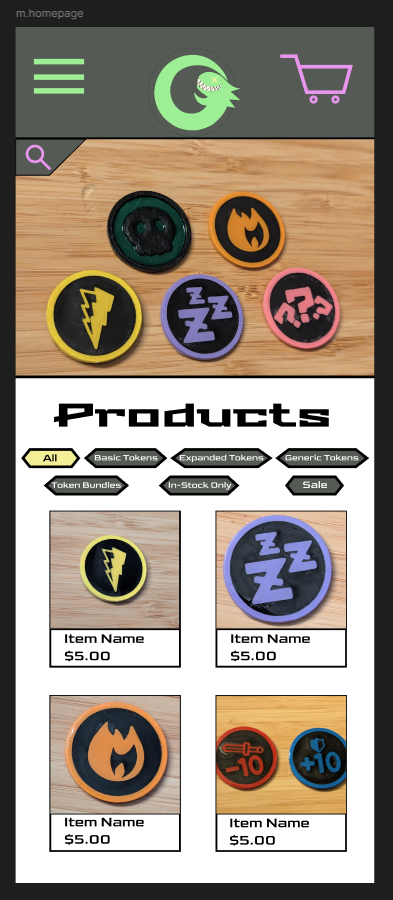 m.homepage
Z
Z
Z
???
Products
All
Basic Tokens
Expanded Tokens
Generic Tokens
Token Bundles
In-Stock Only
Sale
Z
Z
Z
Item Name
$5.00
Item Name
$5.00
-10
+10
Item Name
$5.00
Item Name
$5.00